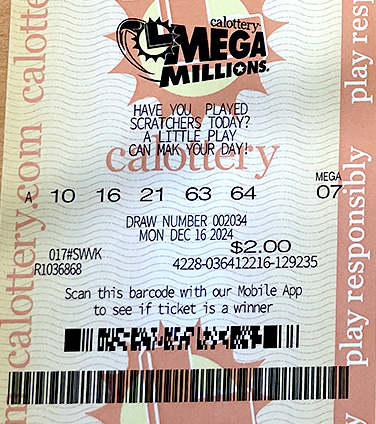 calottery
MEGA
MILLIONS.
HAVE YOU PLAYED
SCRATCHERS TODAY?
A LITTLE PLAY
CAN MAK YOUR DAY!
calottery
MEGA
A 10 16 21 63 64 07
DRAW NUMBER 002034
MON DEC 16 2024
$2.00
017#SWVK
R1036868 4228-036412216-129235
Scan this barcode with our Mobile App
to see if ticket is a winner
calottery.com calotte
play responsibly play res